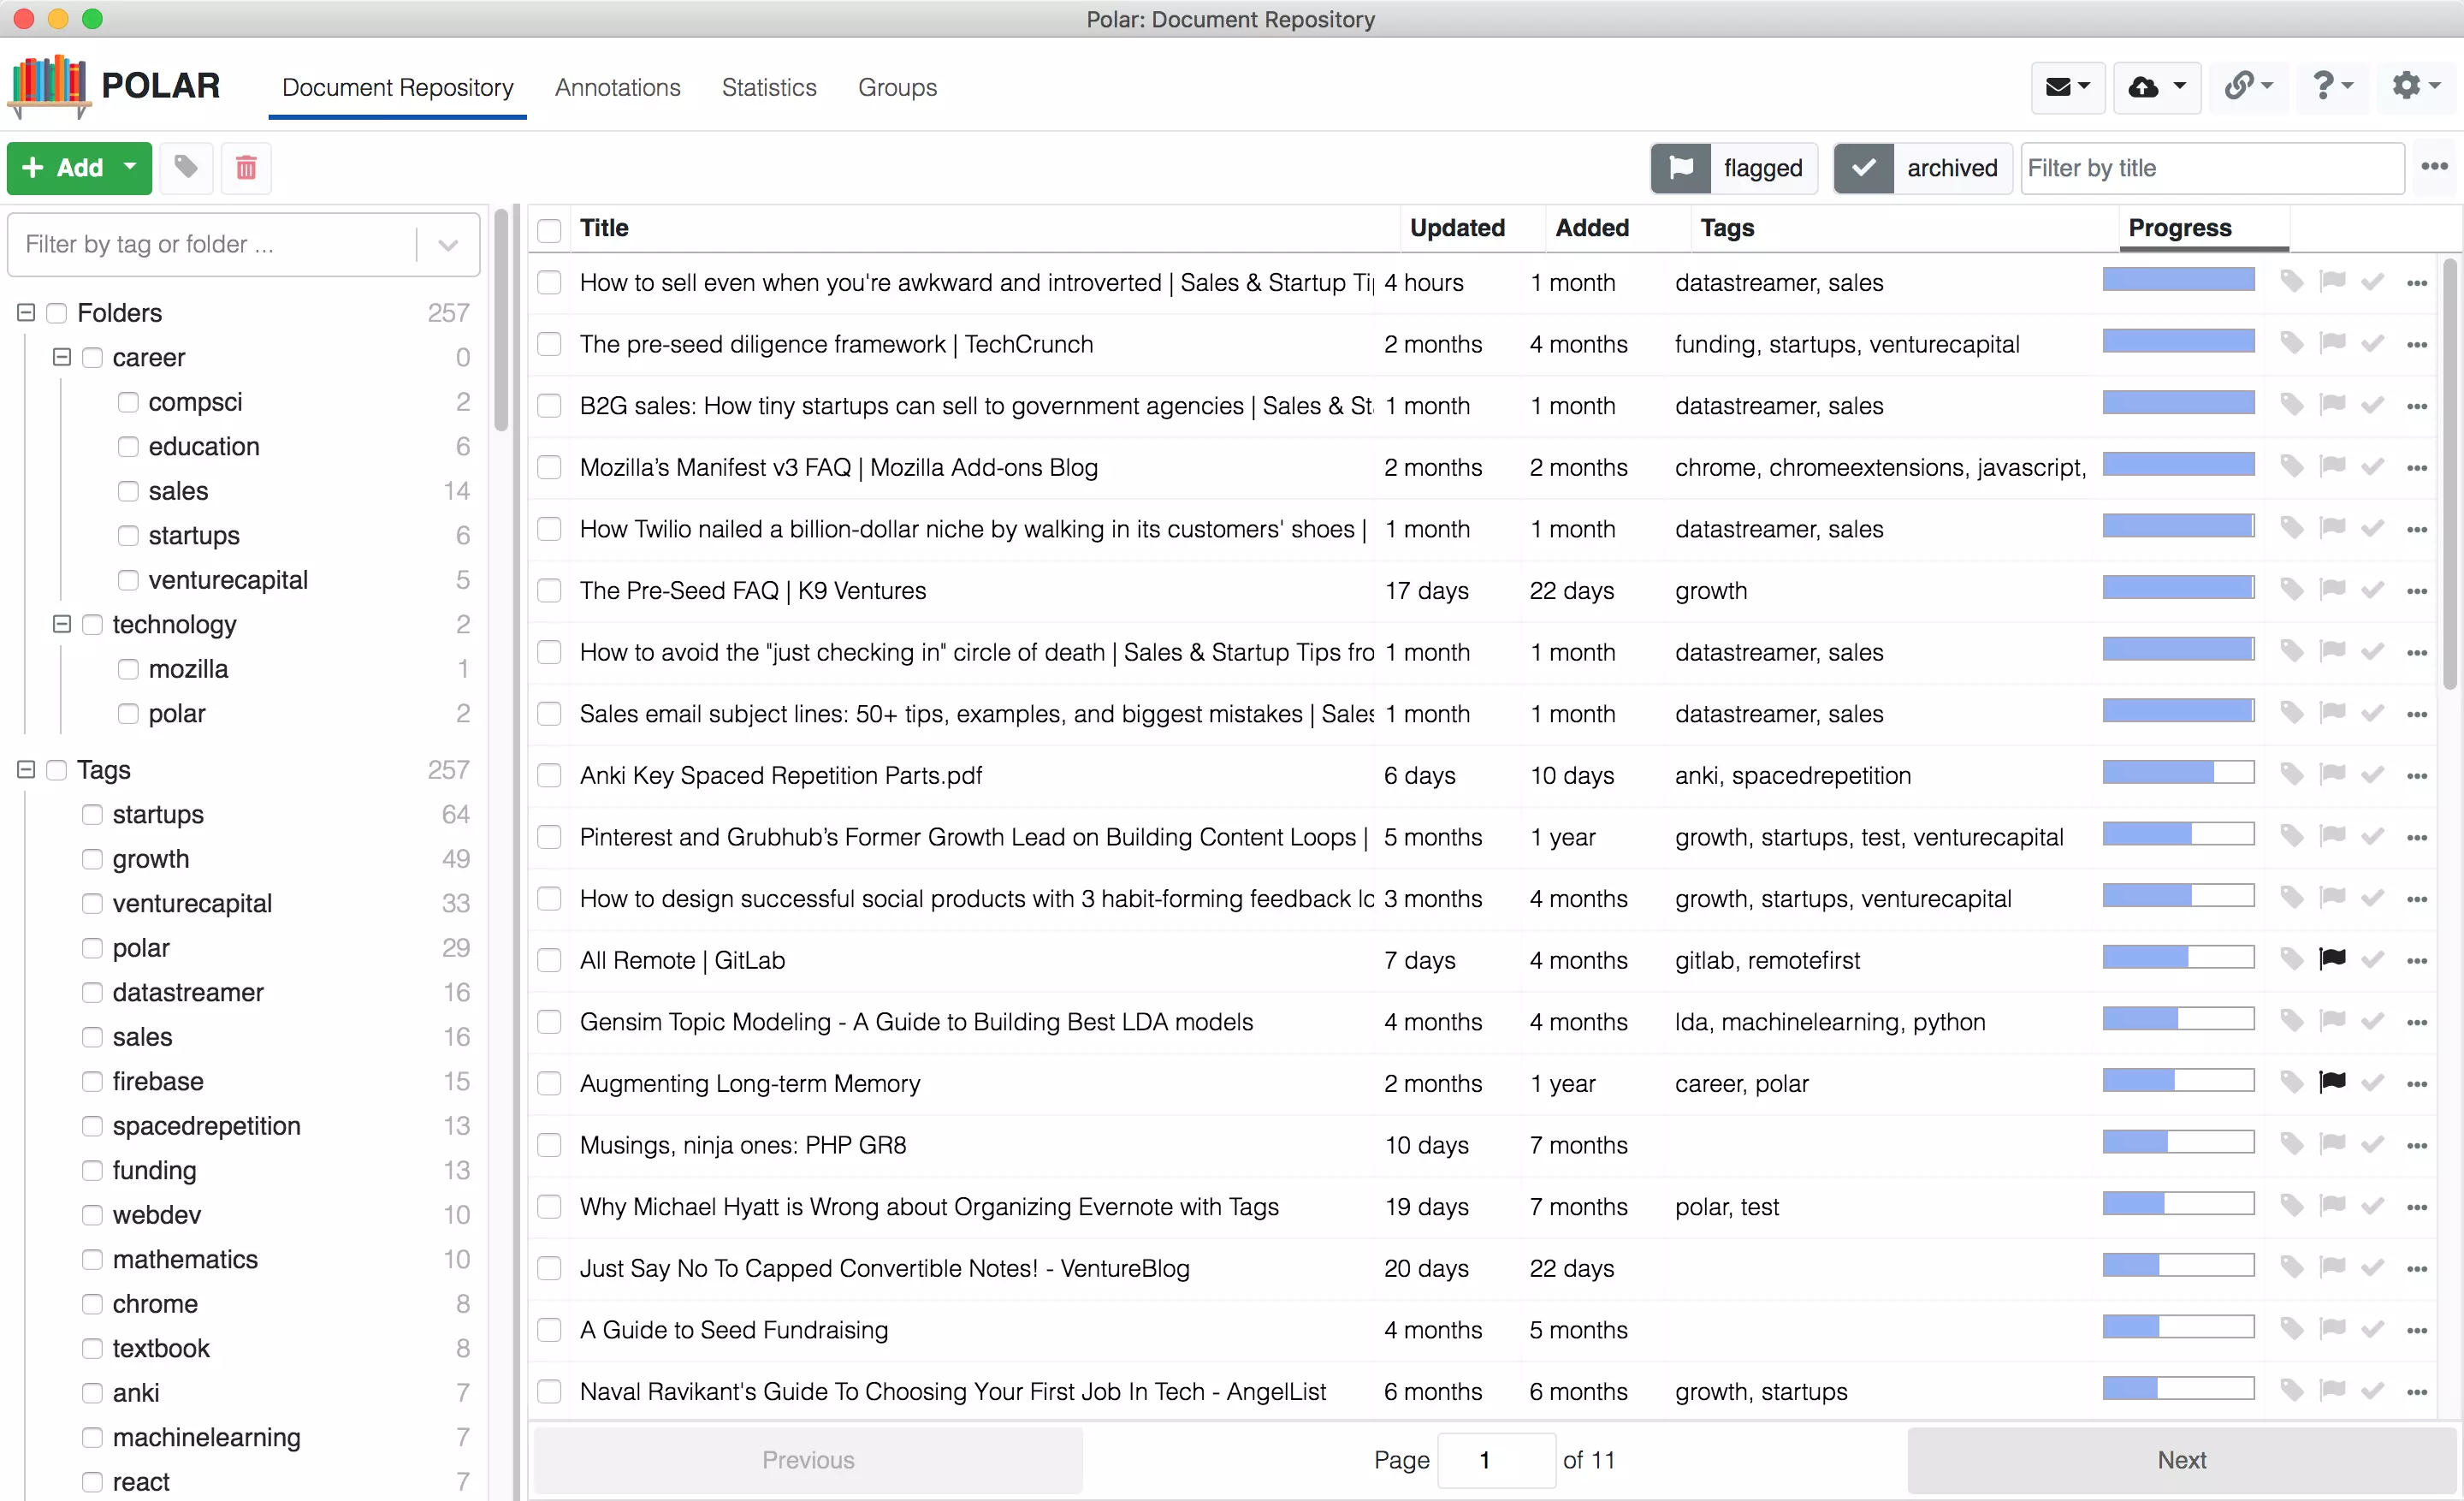 Polar: Document Repository
POLAR Document Repository Annotations Statistics Groups
Add flagged archived Filter by title
Filter by tag or folder ...
Folders 257
career 0
compsci 2
education 6
sales 14
startups 6
venturecapital 5
technology 2
mozilla 1
polar 2
Tags 257
startups 64
growth 49
venturecapital 33
polar 29
datastreamer 16
sales 16
firebase 15
spacedrepetition 13
funding 13
webdev 10
mathematics 10
chrome 8
textbook 8
anki 7
machinelearning 7
react 7
Title Updated Added Tags Progress
How to sell even when you're awkward and introverted | Sales & Startup Tip 4 hours 1 month datastreamer, sales
The pre-seed diligence framework | TechCrunch 2 months 4 months funding, startups, venturecapital
B2G sales: How tiny startups can sell to government agencies | Sales & St 1 month 1 month datastreamer, sales
Mozilla’s Manifest v3 FAQ | Mozilla Add-ons Blog 2 months 2 months chrome, chromeextensions, javascript,
How Twilio nailed a billion-dollar niche by walking in its customers' shoes | 1 month 1 month datastreamer, sales
The Pre-Seed FAQ | K9 Ventures 17 days 22 days growth
How to avoid the "just checking in" circle of death | Sales & Startup Tips fro 1 month 1 month datastreamer, sales
Sales email subject lines: 50+ tips, examples, and biggest mistakes | Sales 1 month 1 month datastreamer, sales
Anki Key Spaced Repetition Parts.pdf 6 days 10 days anki, spacedrepetition
Pinterest and Grubhub’s Former Growth Lead on Building Content Loops | 5 months 1 year growth, startups, test, venturecapital
How to design successful social products with 3 habit-forming feedback lo 3 months 4 months growth, startups, venturecapital
All Remote | GitLab 7 days 4 months gitlab, remotefirst
Gensim Topic Modeling - A Guide to Building Best LDA models 4 months 4 months lda, machinelearning, python
Augmenting Long-term Memory 2 months 1 year career, polar
Musings, ninja ones: PHP GR8 10 days 7 months
Why Michael Hyatt is Wrong about Organizing Evernote with Tags 19 days 7 months polar, test
Just Say No To Capped Convertible Notes! - VentureBlog 20 days 22 days
A Guide to Seed Fundraising 4 months 5 months
Naval Ravikant's Guide To Choosing Your First Job In Tech - AngelList 6 months 6 months growth, startups
Previous Page 1 of 11 Next